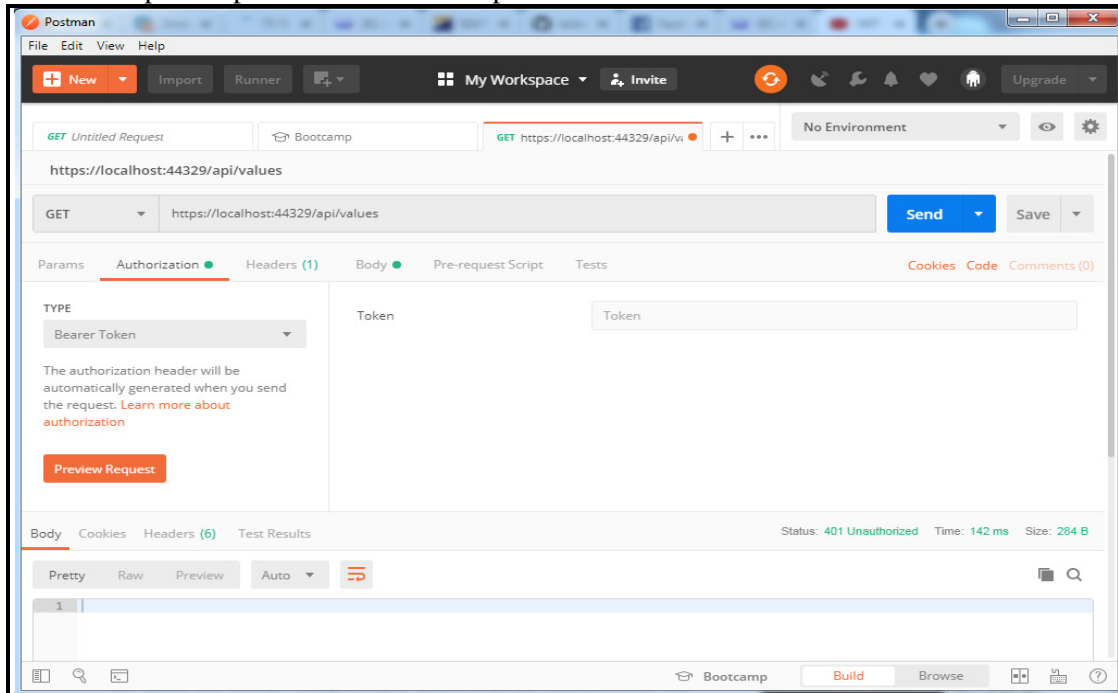 Postman
File Edit View Help
New Import Runner My Workspace Invite Upgrade
GET Untitled Request Bootcamp GET https://localhost:44329/api/va No Environment
https://localhost:44329/api/values
GET https://localhost:44329/api/values Send Save
Params Authorization Headers (1) Body Pre-request Script Tests Cookies Code Comments (0)
TYPE
Token Token
Bearer Token
The authorization header will be
automatically generated when you send
the request. Learn more about
authorization
Preview Request
Body Cookies Headers (6) Test Results Status: 401 Unauthorized Time: 142 ms Size: 284 B
Pretty Raw Preview Auto
1
Bootcamp Build Browse